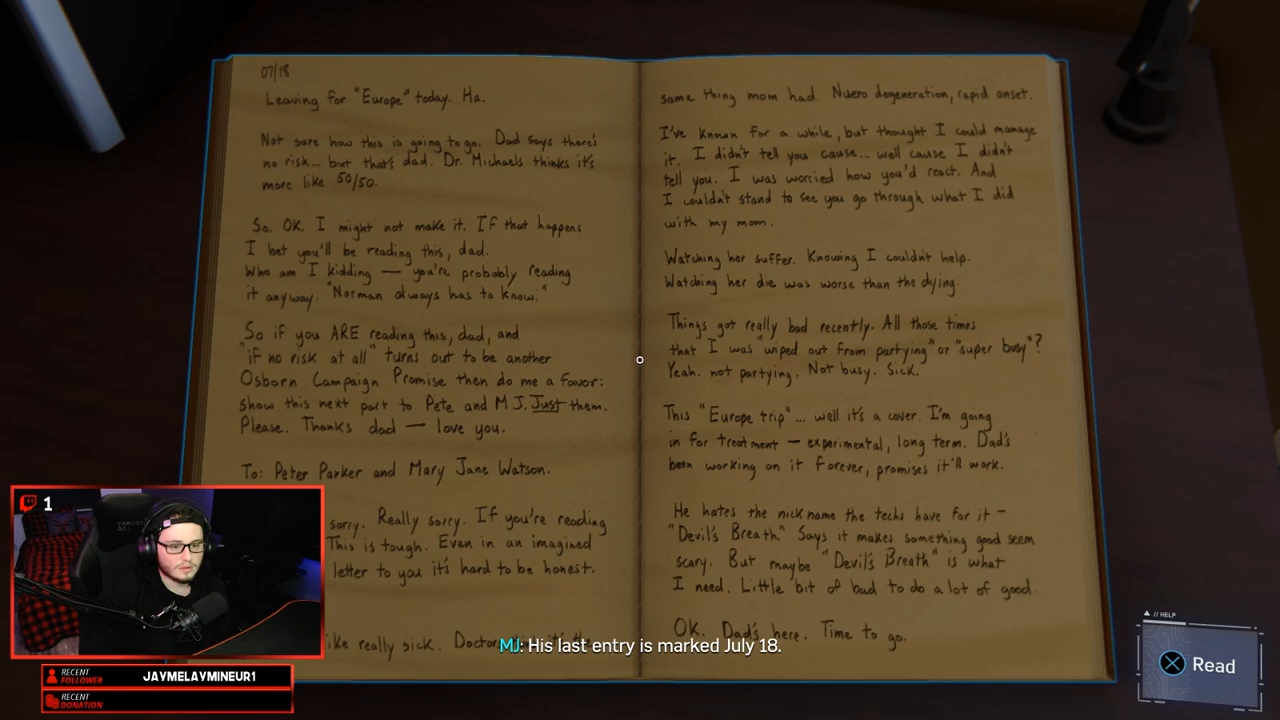 07/18
Leaving for "Europe" today. Ha.
Not sure how this is going to go. Dad says there's
no risk... but that's dad. Dr. Michaels thinks it's
more like 50/50.
So. OK. I might not make it. If that happens
I bet you'll be reading this, dad.
Who am I kidding — you're probably reading
it anyway. "Norman always has to know."
So if you ARE reading this, dad, and
"if no risk at all" turns out to be another
Osborn Campaign Promise then do me a favor:
show this next part to Pete and MJ. Just them.
Please. Thanks dad — love you.
To: Peter Parker and Mary Jane Watson.
sorry. Really sorry. If you're reading
This is tough. Even in an imagined
letter to you it's hard to be honest.
like really sick. Doctor
same thing mom had. Nuero degeneration, rapid onset.
I've known for a while, but thought I could manage
it. I didn't tell you cause... well cause I didn't
tell you. I was worried how you'd react. And
I couldn't stand to see you go through what I did
with my mom.
Watching her suffer. Knowing I couldn't help.
Watching her die was worse than the dying.
Things got really bad recently. All those times
that I was "wiped out from partying" or "super busy"?
Yeah. not partying. Not busy. Sick.
This "Europe trip"... well it's a cover. I'm going
in for treatment — experimental, long term. Dad's
been working on it forever, promises it'll work.
He hates the nickname the techs have for it —
"Devil's Breath." Says it makes something good seem
scary. But maybe "Devil's Breath" is what
I need. Little bit of bad to do a lot of good.
OK. Dad's here. Time to go.
MJ: His last entry is marked July 18.
1
RECENT FOLLOWER JAYMELAYMINEUR1
RECENT DONATION
// HELP
Read